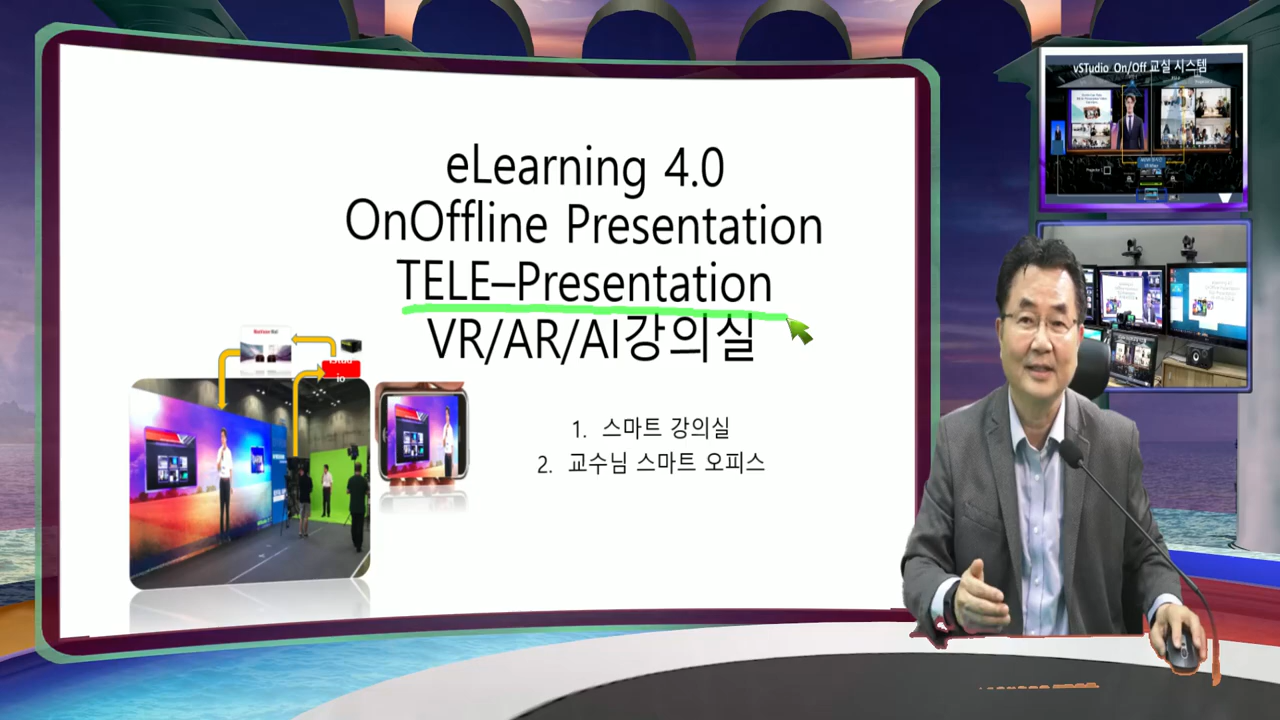 eLearning 4.0
OnOffline Presentation
TELE–Presentation
VR/AR/AI강의실
1. 스마트 강의실
2. 교수님 스마트 오피스
vSTudio On/Off 교실 시스템